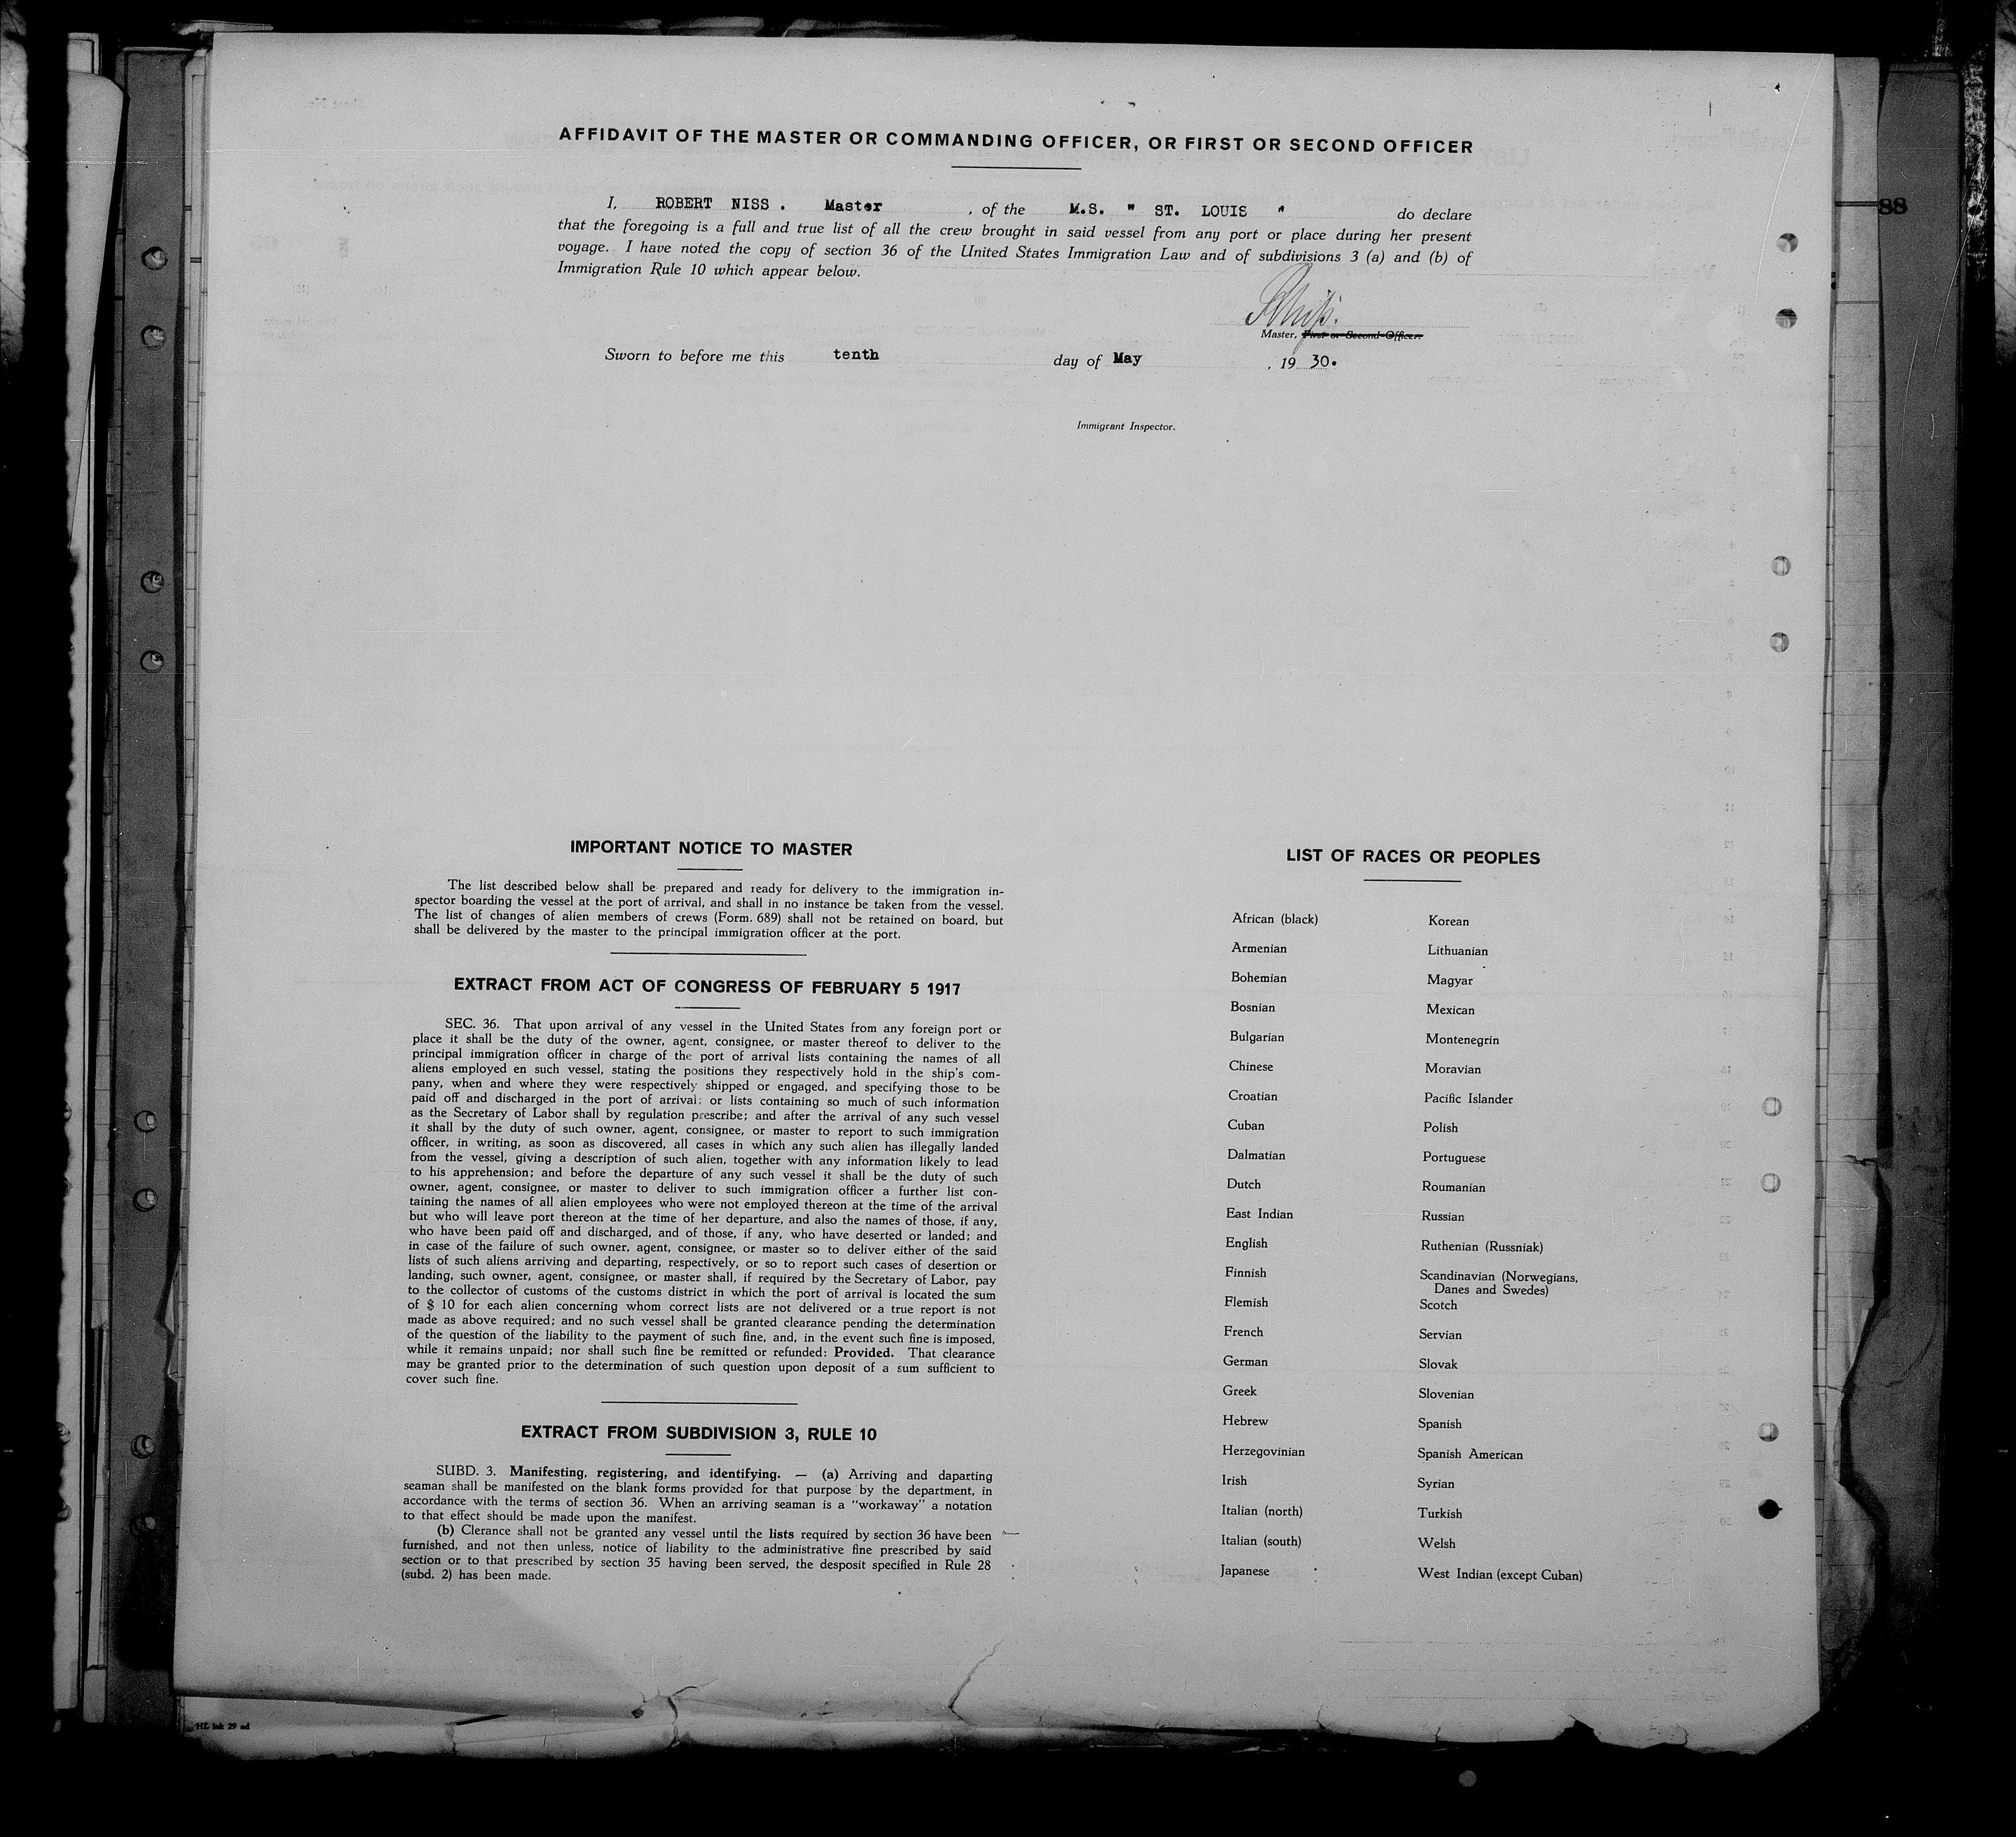 AFFIDAVIT OF THE MASTER OR COMMANDING OFFICER, OR FIRST OR SECOND OFFICER
I, ROBERT NISS . Master , of the M.S. " ST. LOUIS " do declare
that the foregoing is a full and true list of all the crew brought in said vessel from any port or place during her present
voyage. I have noted the copy of section 36 of the United States Immigration Law and of subdivisions 3 (a) and (b) of
Immigration Rule 10 which appear below.
Master, First or Second Officer.
Sworn to before me this tenth day of May , 19 30.
Immigrant Inspector.
88
IMPORTANT NOTICE TO MASTER
The list described below shall be prepared and ready for delivery to the immigration in-
spector boarding the vessel at the port of arrival, and shall in no instance be taken from the vessel.
The list of changes of alien members of crews (Form. 689) shall not be retained on board, but
shall be delivered by the master to the principal immigration officer at the port.
EXTRACT FROM ACT OF CONGRESS OF FEBRUARY 5 1917
SEC. 36. That upon arrival of any vessel in the United States from any foreign port or
place it shall be the duty of the owner, agent, consignee, or master thereof to deliver to the
principal immigration officer in charge of the port of arrival lists containing the names of all
aliens employed en such vessel, stating the positions they respectively hold in the ship's com-
pany, when and where they were respectively shipped or engaged, and specifying those to be
paid off and discharged in the port of arrival: or lists containing so much of such information
as the Secretary of Labor shall by regulation prescribe; and after the arrival of any such vessel
it shall by the duty of such owner, agent, consignee, or master to report to such immigration
officer, in writing, as soon as discovered, all cases in which any such alien has illegally landed
from the vessel, giving a description of such alien, together with any information likely to lead
to his apprehension; and before the departure of any such vessel it shall be the duty of such
owner, agent, consignee, or master to deliver to such immigration officer a further list con-
taining the names of all alien employees who were not employed thereon at the time of the arrival
but who will leave port thereon at the time of her departure, and also the names of those, if any,
who have been paid off and discharged, and of those, if any, who have deserted or landed; and
in case of the failure of such owner, agent, consignee, or master so to deliver either of the said
lists of such aliens arriving and departing, respectively, or so to report such cases of desertion or
landing, such owner, agent, consignee, or master shall, if required by the Secretary of Labor, pay
to the collector of customs of the customs district in which the port of arrival is located the sum
of $ 10 for each alien concerning whom correct lists are not delivered or a true report is not
made as above required; and no such vessel shall be granted clearance pending the determination
of the question of the liability to the payment of such fine, and, in the event such fine is imposed,
while it remains unpaid; nor shall such fine be remitted or refunded: Provided. That clearance
may be granted prior to the determination of such question upon deposit of a sum sufficient to
cover such fine.
EXTRACT FROM SUBDIVISION 3, RULE 10
SUBD. 3. Manifesting, registering, and identifying. — (a) Arriving and daparting
seaman shall be manifested on the blank forms provided for that purpose by the department, in
accordance with the terms of section 36. When an arriving seaman is a "workaway" a notation
to that effect should be made upon the manifest.
(b) Clerance shall not be granted any vessel until the lists required by section 36 have been
furnished, and not then unless, notice of liability to the administrative fine prescribed by said
section or to that prescribed by section 35 having been served, the desposit specified in Rule 28
(subd. 2) has been made.
LIST OF RACES OR PEOPLES
African (black)
Armenian
Bohemian
Bosnian
Bulgarian
Chinese
Croatian
Cuban
Dalmatian
Dutch
East Indian
English
Finnish
Flemish
French
German
Greek
Hebrew
Herzegovinian
Irish
Italian (north)
Italian (south)
Japanese
Korean
Lithuanian
Magyar
Mexican
Montenegrin
Moravian
Pacific Islander
Polish
Portuguese
Roumanian
Russian
Ruthenian (Russniak)
Scandinavian (Norwegians,
Danes and Swedes)
Scotch
Servian
Slovak
Slovenian
Spanish
Spanish American
Syrian
Turkish
Welsh
West Indian (except Cuban)